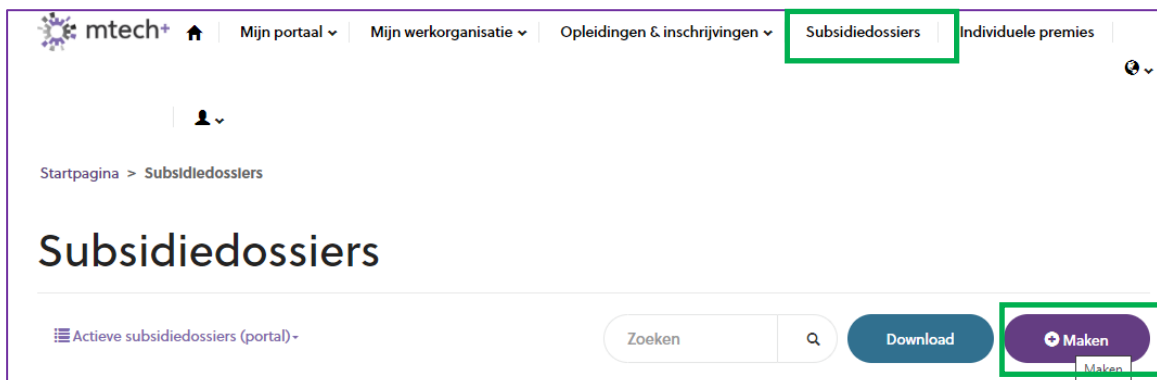 mtech+ Mijn portaal Mijn werkorganisatie Opleidingen & inschrijvingen Subsidiedossiers Individuele premies
Startpagina > Subsidiedossiers
Subsidiedossiers
Actieve subsidiedossiers (portal) Zoeken Download Maken
Maken